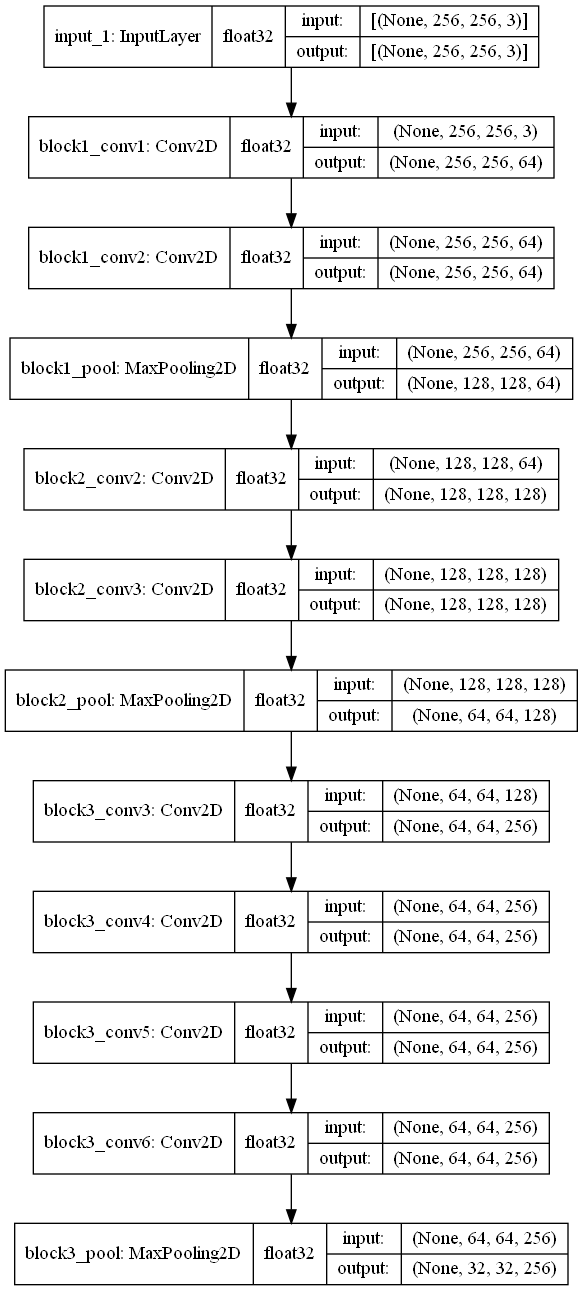 input_1: InputLayer float32 input: [(None, 256, 256, 3)]
output: [(None, 256, 256, 3)]
block1_conv1: Conv2D float32 input: (None, 256, 256, 3)
output: (None, 256, 256, 64)
block1_conv2: Conv2D float32 input: (None, 256, 256, 64)
output: (None, 256, 256, 64)
block1_pool: MaxPooling2D float32 input: (None, 256, 256, 64)
output: (None, 128, 128, 64)
block2_conv2: Conv2D float32 input: (None, 128, 128, 64)
output: (None, 128, 128, 128)
block2_conv3: Conv2D float32 input: (None, 128, 128, 128)
output: (None, 128, 128, 128)
block2_pool: MaxPooling2D float32 input: (None, 128, 128, 128)
output: (None, 64, 64, 128)
block3_conv3: Conv2D float32 input: (None, 64, 64, 128)
output: (None, 64, 64, 256)
block3_conv4: Conv2D float32 input: (None, 64, 64, 256)
output: (None, 64, 64, 256)
block3_conv5: Conv2D float32 input: (None, 64, 64, 256)
output: (None, 64, 64, 256)
block3_conv6: Conv2D float32 input: (None, 64, 64, 256)
output: (None, 64, 64, 256)
block3_pool: MaxPooling2D float32 input: (None, 64, 64, 256)
output: (None, 32, 32, 256)